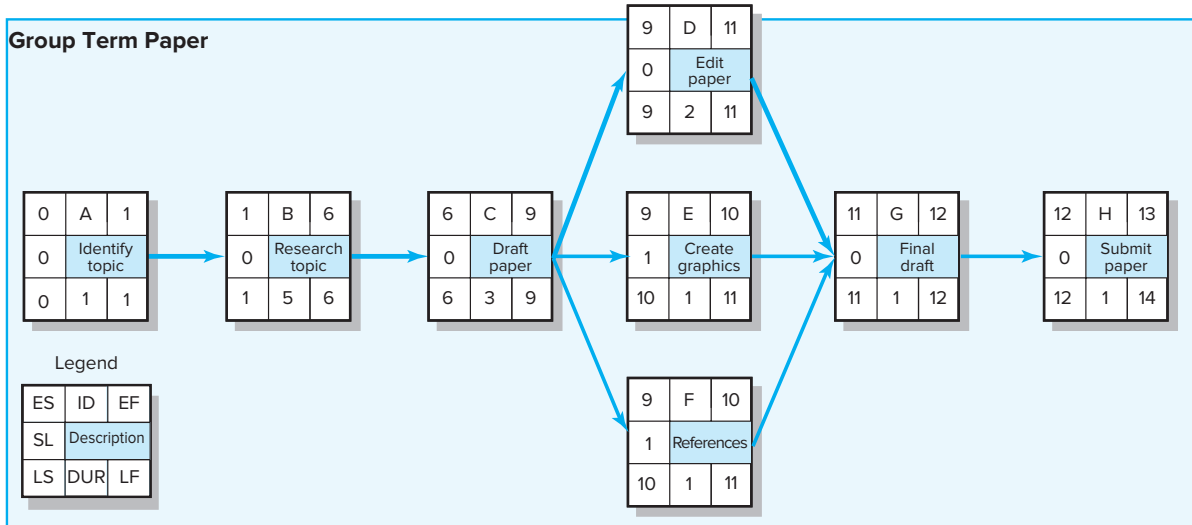 Group Term Paper
9 D 11
0 Edit
paper
9 2 11
0 A 1
0 Identify
topic
0 1 1
1 B 6
0 Research
topic
1 5 6
6 C 9
0 Draft
paper
6 3 9
9 E 10
1 Create
graphics
10 1 11
11 G 12
0 Final
draft
11 1 12
12 H 13
0 Submit
paper
12 1 14
9 F 10
1 References
10 1 11
Legend
ES ID EF
SL Description
LS DUR LF